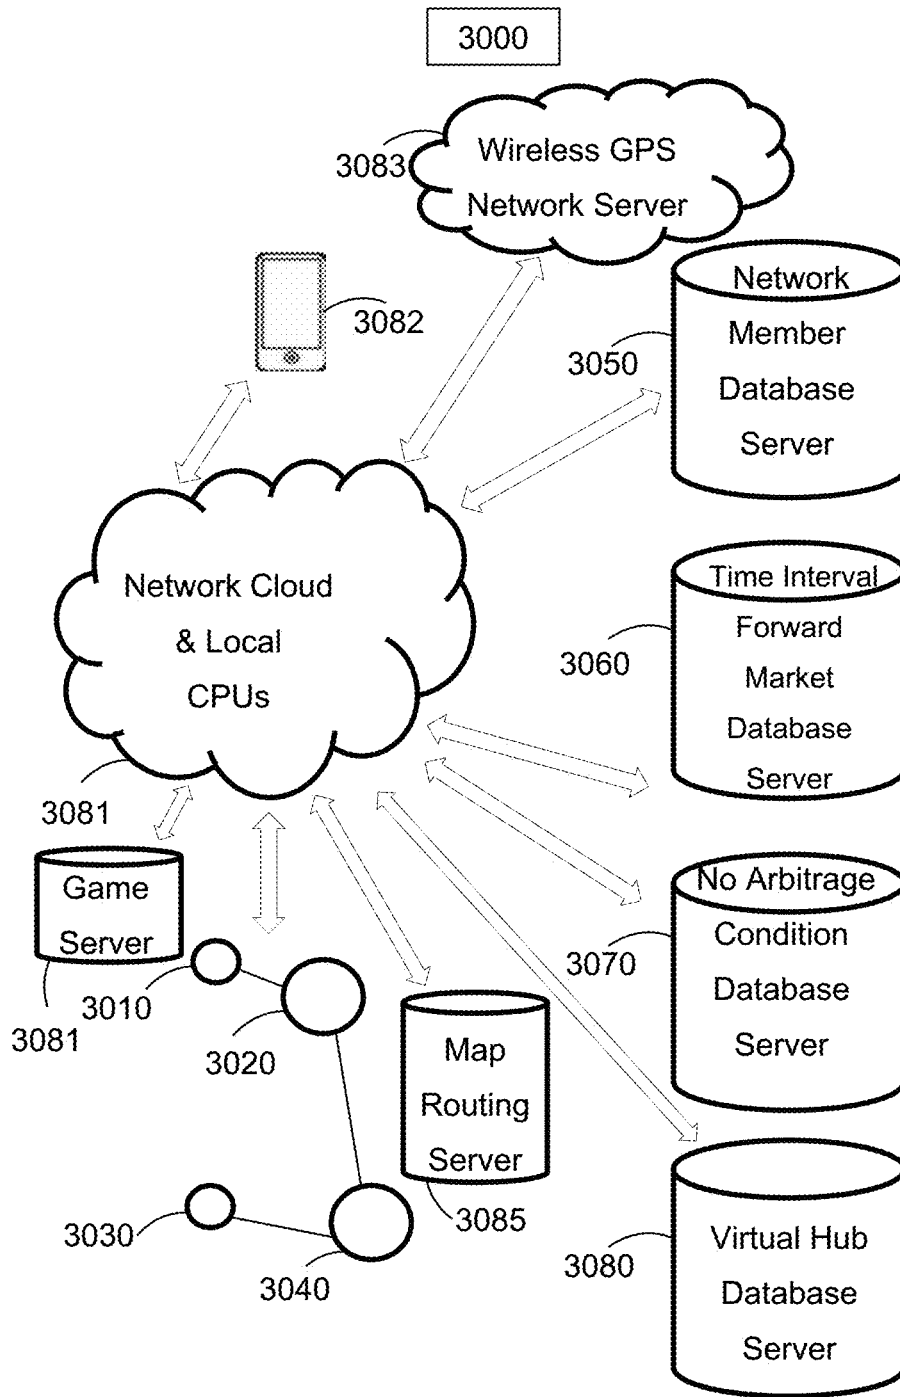 3000
3083
Wireless GPS
Network Server
3082
3050
Network
Member
Database
Server
Network Cloud
& Local
CPUs
3081
3060
Time Interval
Forward
Market
Database
Server
Game
Server
3081
3010
3020
3070
No Arbitrage
Condition
Database
Server
Map
Routing
Server
3085
3030
3040
3080
Virtual Hub
Database
Server